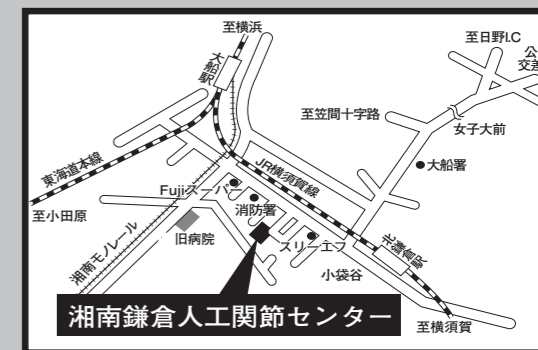 至横浜
至日野I.C
公
交差
大船駅
至笠間十字路
女子大前
東海道本線
JR横須賀線
大船署
Fujiスーパー
消防署
至小田原
旧病院
スリーエフ
北鎌倉駅
湘南モノレール
小袋谷
湘南鎌倉人工関節センター
至横須賀